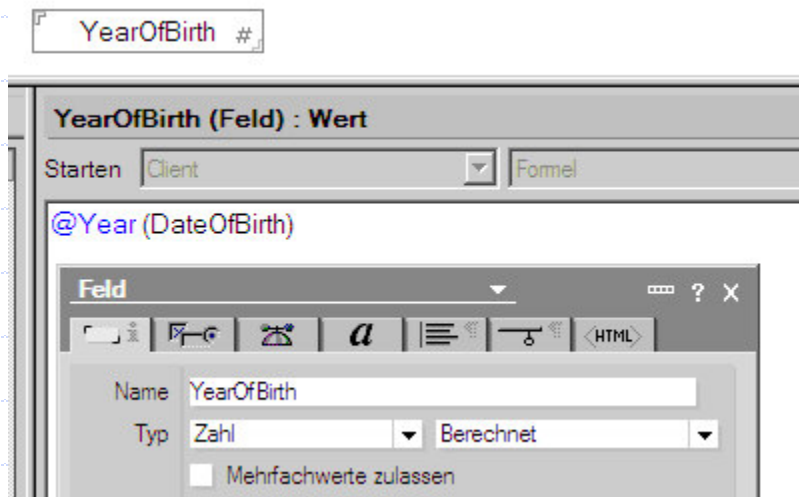 YearOfBirth #
YearOfBirth (Feld) : Wert
Starten Client Formel
@Year (DateOfBirth)
Feld ?
i a <HTML>
Name YearOfBirth
Typ Zahl Berechnet
Mehrfachwerte zulassen